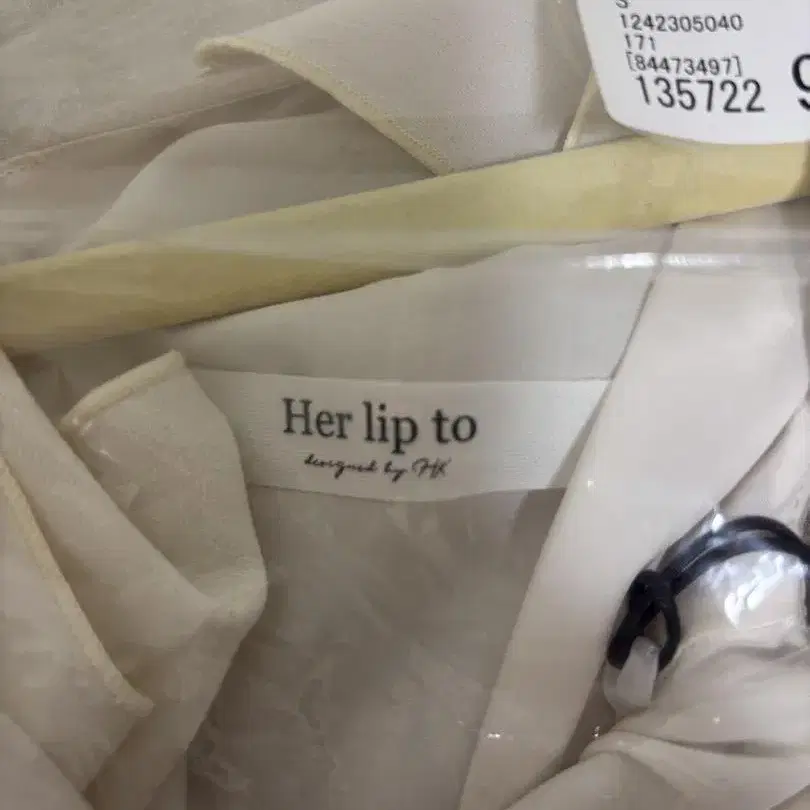 S
1242305040
171
[84473497]
135722
Her lip to
designed by HK